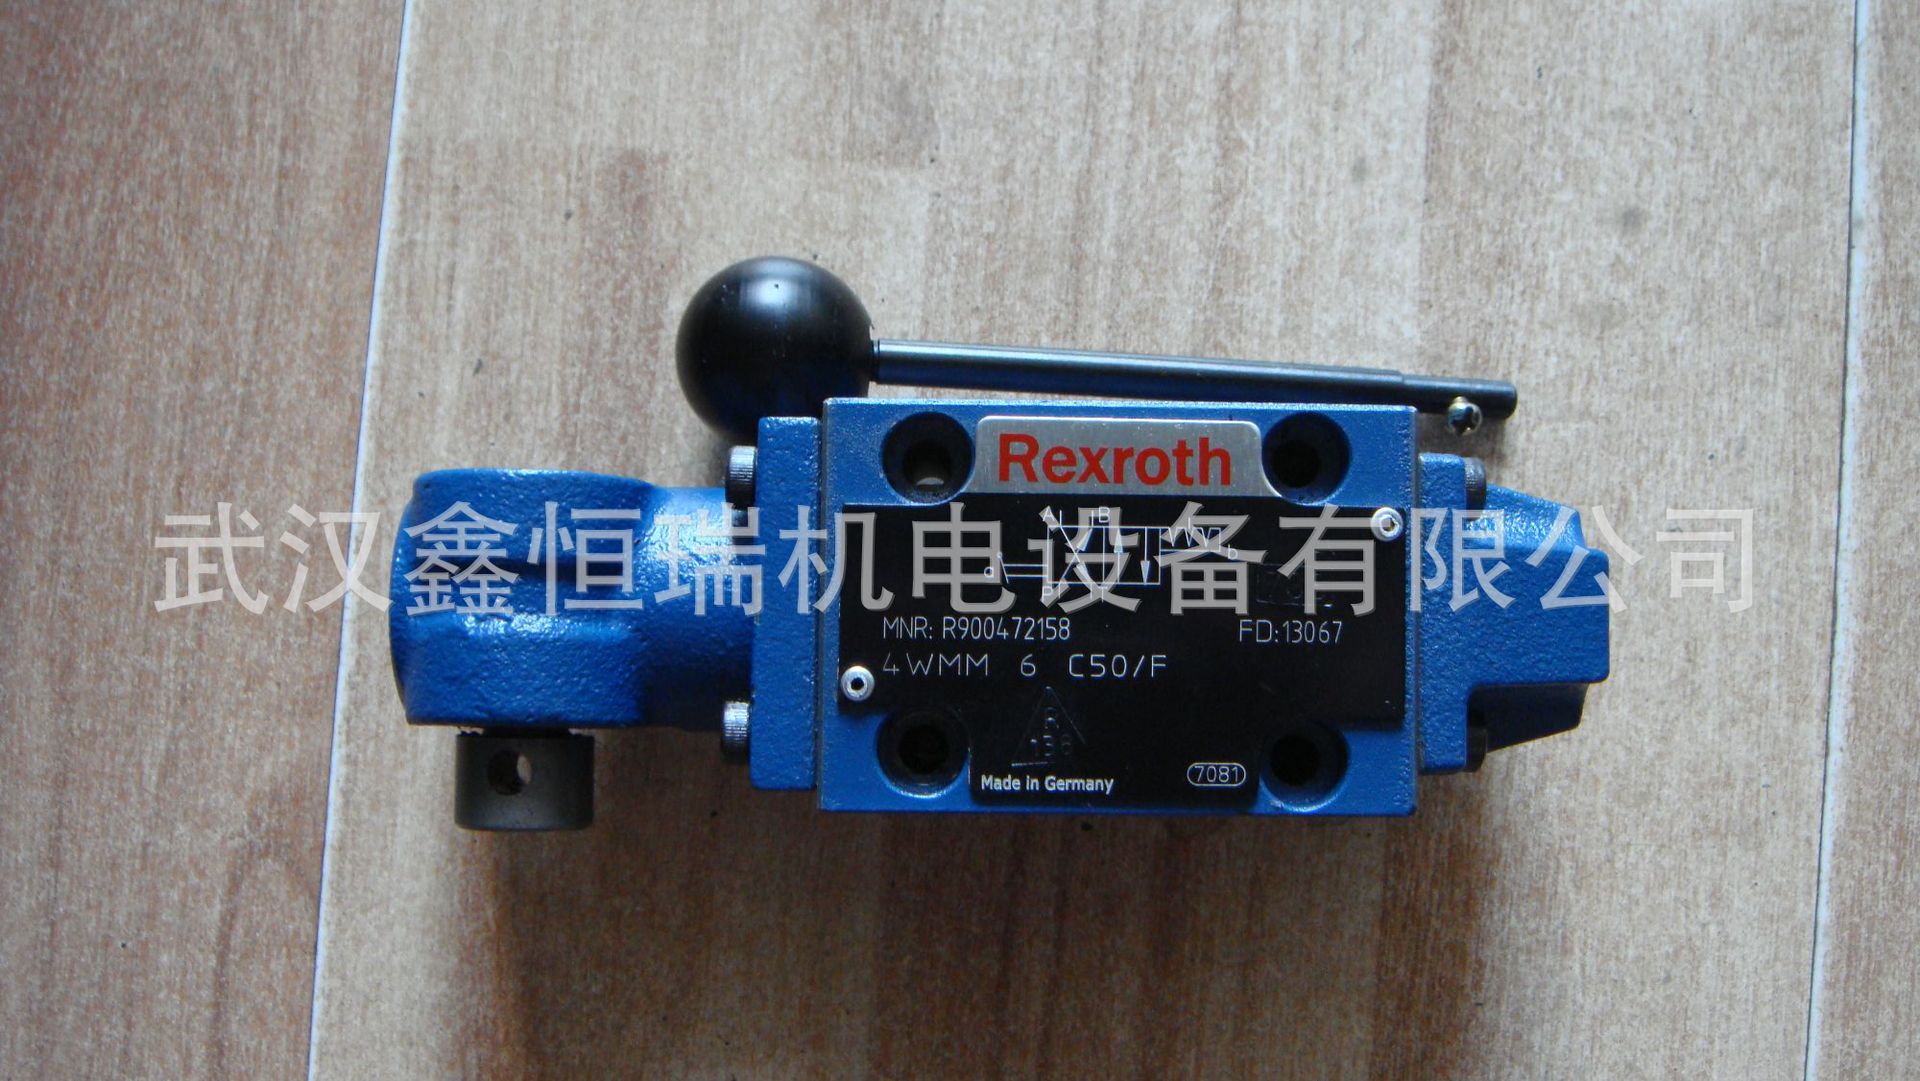 Rexroth
A B
a b
P
武汉鑫恒瑞机电设备有限公司
MNR: R900472158 FD: 13067
4WMM 6 C50/F
R
138
Made in Germany 7081